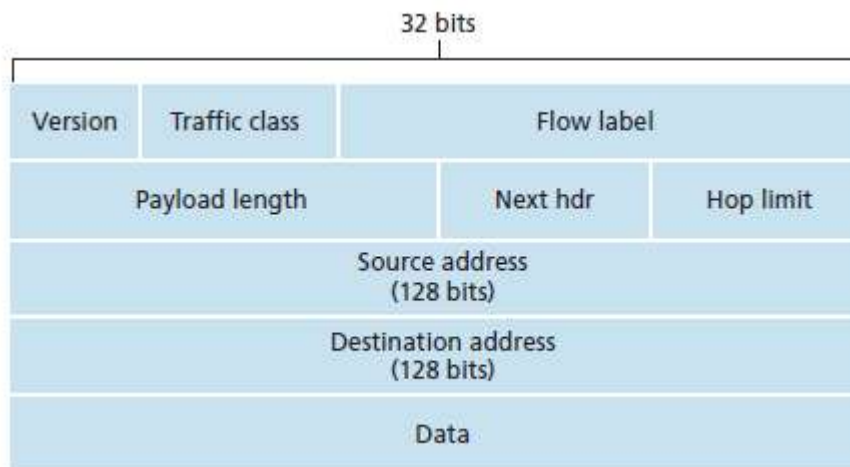 32 bits
Version Traffic class Flow label
Payload length Next hdr Hop limit
Source address
(128 bits)
Destination address
(128 bits)
Data